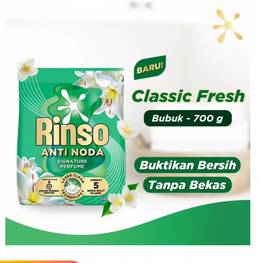 BARU!
Classic Fresh
Bubuk - 700 g
Buktikan Bersih
Tanpa Bekas
Rinso
ANTI NODA
SIGNATURE
PERFUME
5